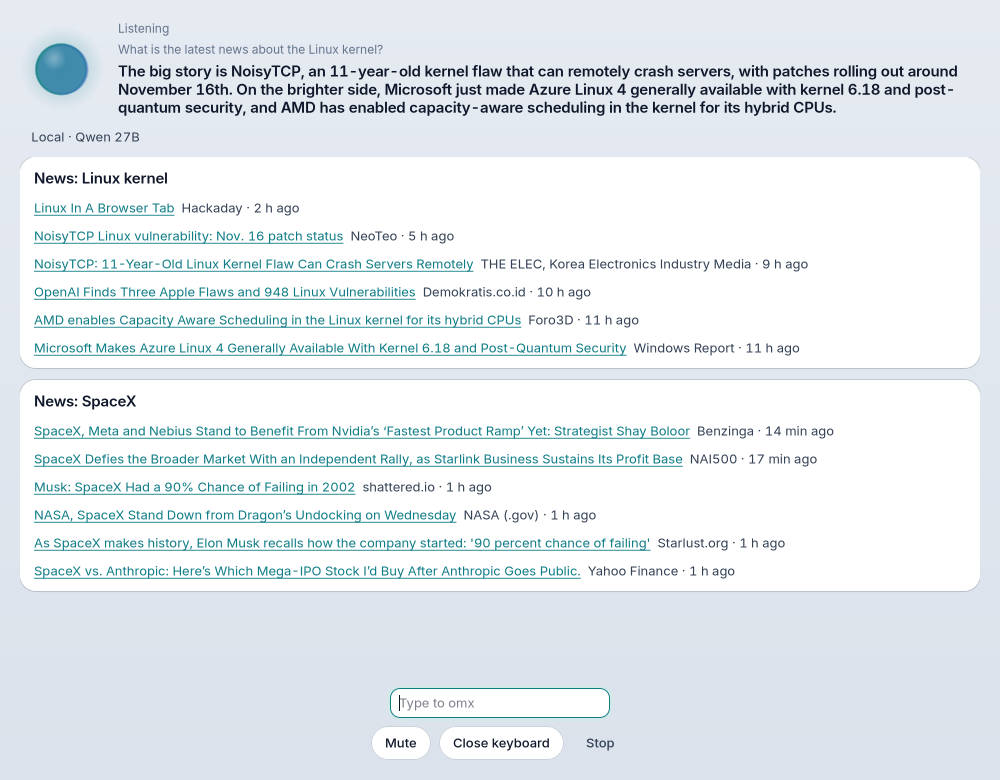 Listening
What is the latest news about the Linux kernel?
The big story is NoisyTCP, an 11-year-old kernel flaw that can remotely crash servers, with patches rolling out around
November 16th. On the brighter side, Microsoft just made Azure Linux 4 generally available with kernel 6.18 and post-
quantum security, and AMD has enabled capacity-aware scheduling in the kernel for its hybrid CPUs.
Local · Qwen 27B
News: Linux kernel
Linux In A Browser Tab Hackaday · 2 h ago
NoisyTCP Linux vulnerability: Nov. 16 patch status NeoTeo · 5 h ago
NoisyTCP: 11-Year-Old Linux Kernel Flaw Can Crash Servers Remotely THE ELEC, Korea Electronics Industry Media · 9 h ago
OpenAI Finds Three Apple Flaws and 948 Linux Vulnerabilities Demokratis.co.id · 10 h ago
AMD enables Capacity Aware Scheduling in the Linux kernel for its hybrid CPUs Foro3D · 11 h ago
Microsoft Makes Azure Linux 4 Generally Available With Kernel 6.18 and Post-Quantum Security Windows Report · 11 h ago
News: SpaceX
SpaceX, Meta and Nebius Stand to Benefit From Nvidia’s ‘Fastest Product Ramp’ Yet: Strategist Shay Boloor Benzinga · 14 min ago
SpaceX Defies the Broader Market With an Independent Rally, as Starlink Business Sustains Its Profit Base NAI500 · 17 min ago
Musk: SpaceX Had a 90% Chance of Failing in 2002 shattered.io · 1 h ago
NASA, SpaceX Stand Down from Dragon’s Undocking on Wednesday NASA (.gov) · 1 h ago
As SpaceX makes history, Elon Musk recalls how the company started: '90 percent chance of failing' Starlust.org · 1 h ago
SpaceX vs. Anthropic: Here’s Which Mega-IPO Stock I’d Buy After Anthropic Goes Public. Yahoo Finance · 1 h ago
Type to omx
Mute Close keyboard Stop